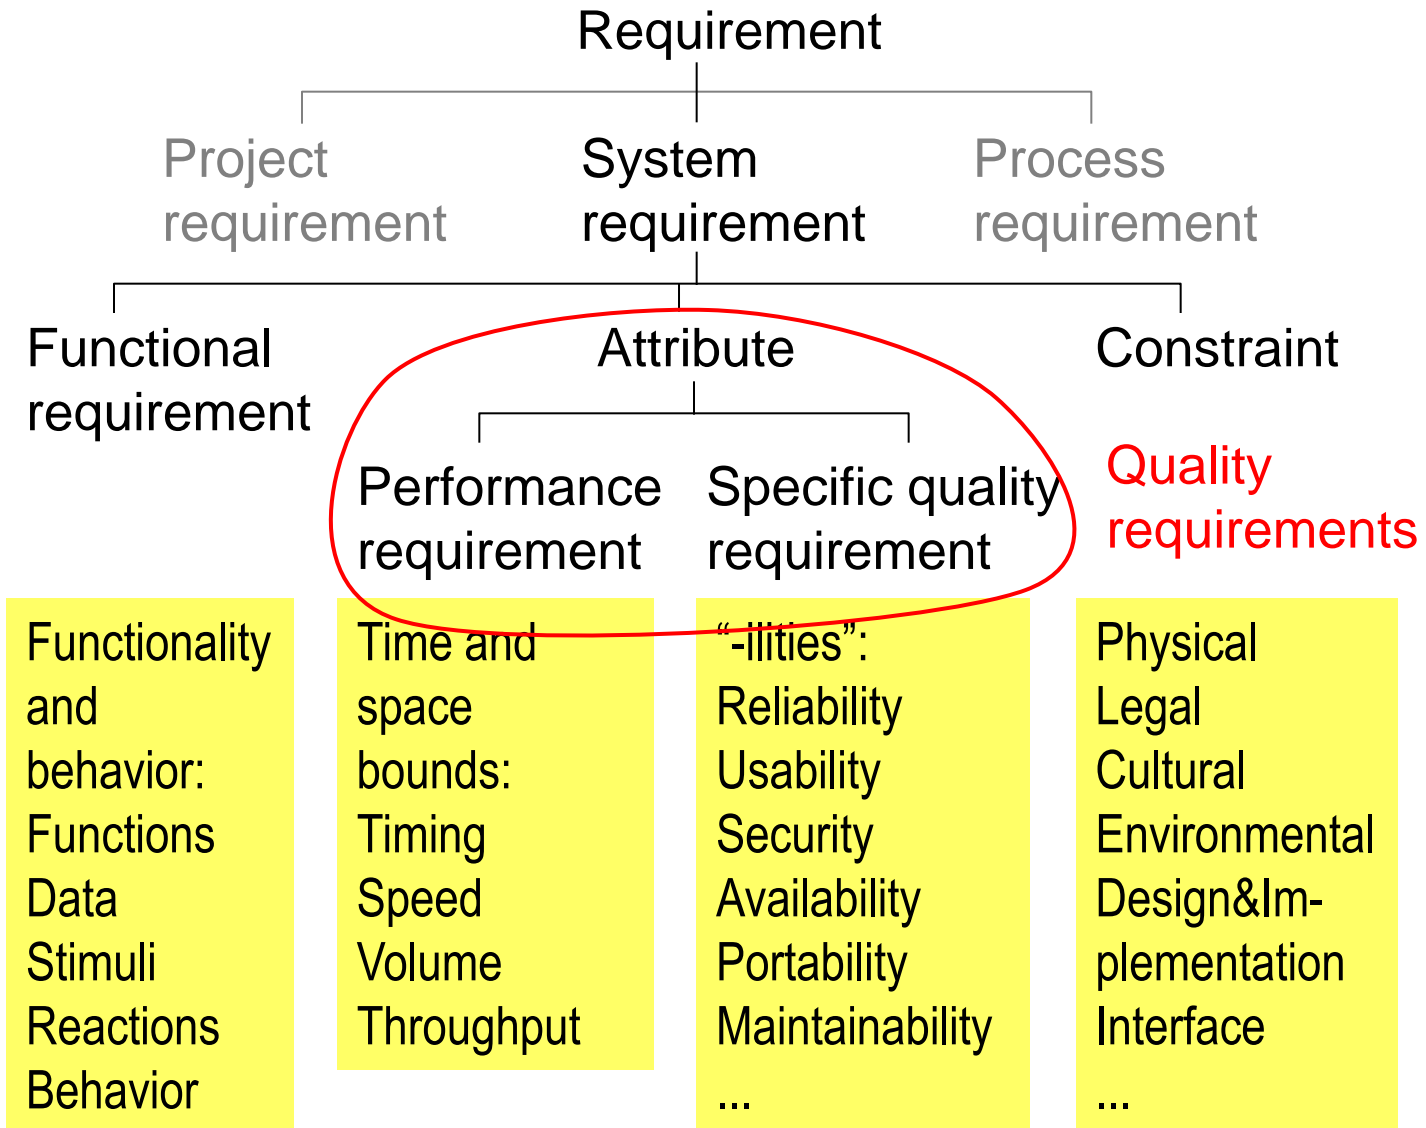 Requirement
Project
requirement
System
requirement
Process
requirement
Functional
requirement
Attribute
Constraint
Performance
requirement
Specific quality
requirement
Quality
requirements
Functionality
and
behavior:
Functions
Data
Stimuli
Reactions
Behavior
Time and
space
bounds:
Timing
Speed
Volume
Throughput
“-ilities”:
Reliability
Usability
Security
Availability
Portability
Maintainability
...
Physical
Legal
Cultural
Environmental
Design&Im-
plementation
Interface
...